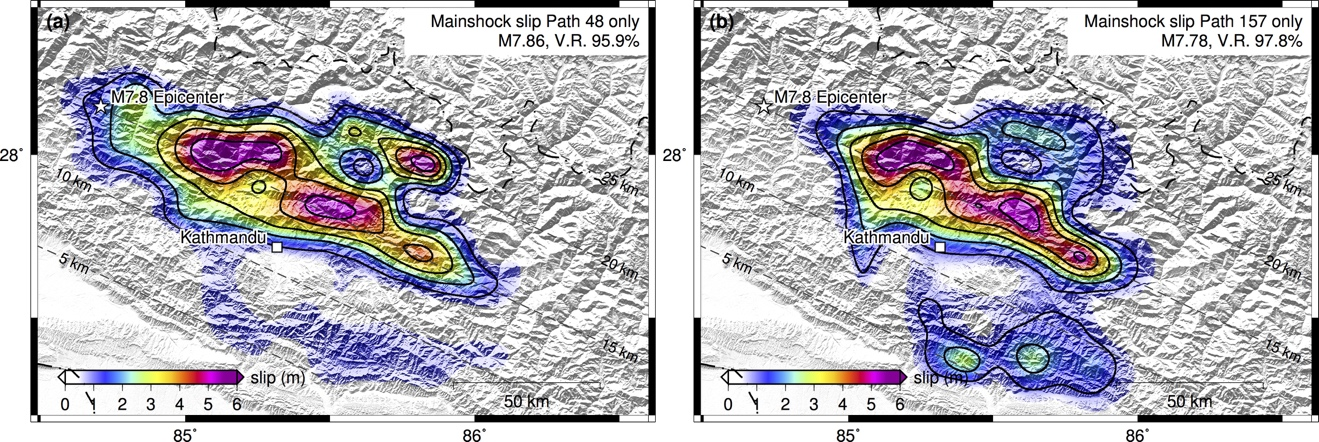 (a)
Mainshock slip Path 48 only
M7.86, V.R. 95.9%
M7.8 Epicenter
28˚
10 km
25 km
Kathmandu
5 km
20 km
15 km
slip (m)
0 2 3 4 5 6
50 km
85˚ 86˚
(b)
Mainshock slip Path 157 only
M7.78, V.R. 97.8%
M7.8 Epicenter
28˚
10 km
25 km
Kathmandu
5 km
20 km
15 km
slip (m)
0 2 3 4 5 6
50 km
85˚ 86˚